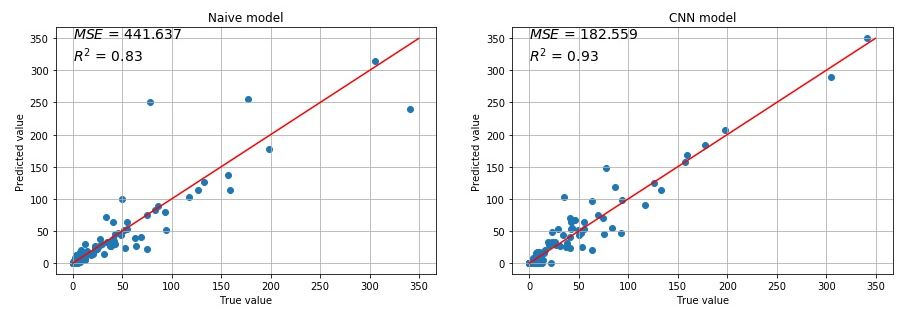 Naive model
MSE = 441.637
R² = 0.83
350
300
250
200
150
100
50
0
Predicted value
0 50 100 150 200 250 300 350
True value
CNN model
MSE = 182.559
R² = 0.93
350
300
250
200
150
100
50
0
Predicted value
0 50 100 150 200 250 300 350
True value